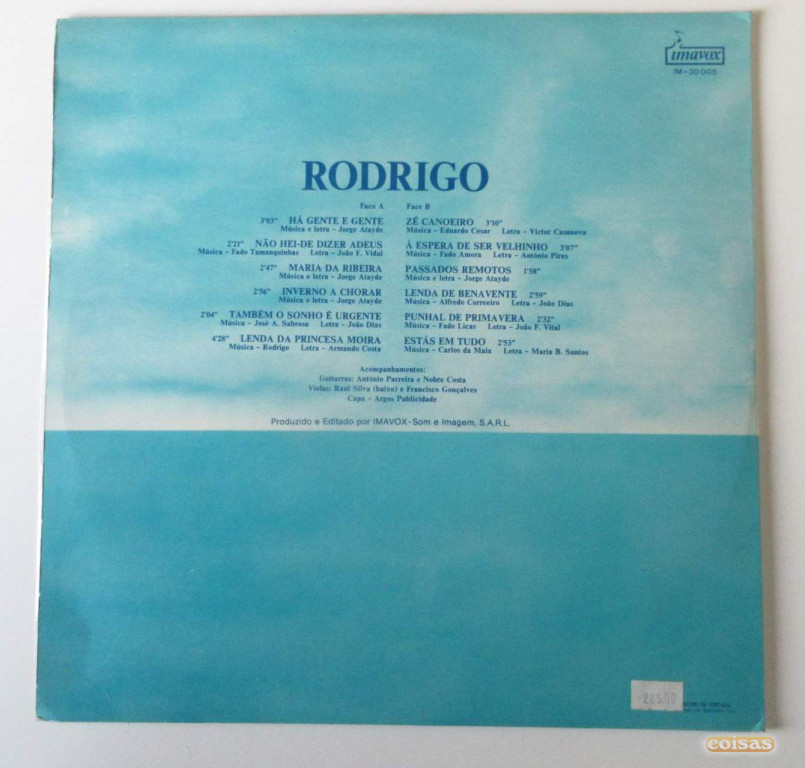 imavox
IM-30 005
RODRIGO
Face A
3'03" HÁ GENTE E GENTE
Música e letra - Jorge Atayde
2'21" NÃO HEI-DE DIZER ADEUS
Música - Fado Tamanquinhas Letra - João F. Vidal
2'47" MARIA DA RIBEIRA
Música e letra - Jorge Atayde
2'56" INVERNO A CHORAR
Música e letra - Jorge Atayde
2'04" TAMBÉM O SONHO É URGENTE
Música - José A. Sabrosa Letra - João Dias
4'28" LENDA DA PRINCESA MOIRA
Música - Rodrigo Letra - Armando Costa
Face B
ZÉ CANOEIRO 3'10"
Música - Eduardo Cesar Letra - Victor Casanova
À ESPERA DE SER VELHINHO 3'07"
Música - Fado Amora Letra - António Pires
PASSADOS REMOTOS 1'58"
Música e letra - Jorge Atayde
LENDA DE BENAVENTE 2'59"
Música - Alfredo Correeiro Letra - João Dias
PUNHAL DE PRIMAVERA 2'32"
Música - Fado Licas Letra - João F. Vital
ESTÁS EM TUDO 2'53"
Música - Carlos da Maia Letra - Maria B. Santos
Acompanhamentos:
Guitarras: António Parreira e Nobre Costa
Violas: Raúl Silva (baixo) e Francisco Gonçalves
Capa - Argos Publicidade
Produzido e Editado por IMAVOX-Som e Imagem, S.A.R.L.
285.00
coisas